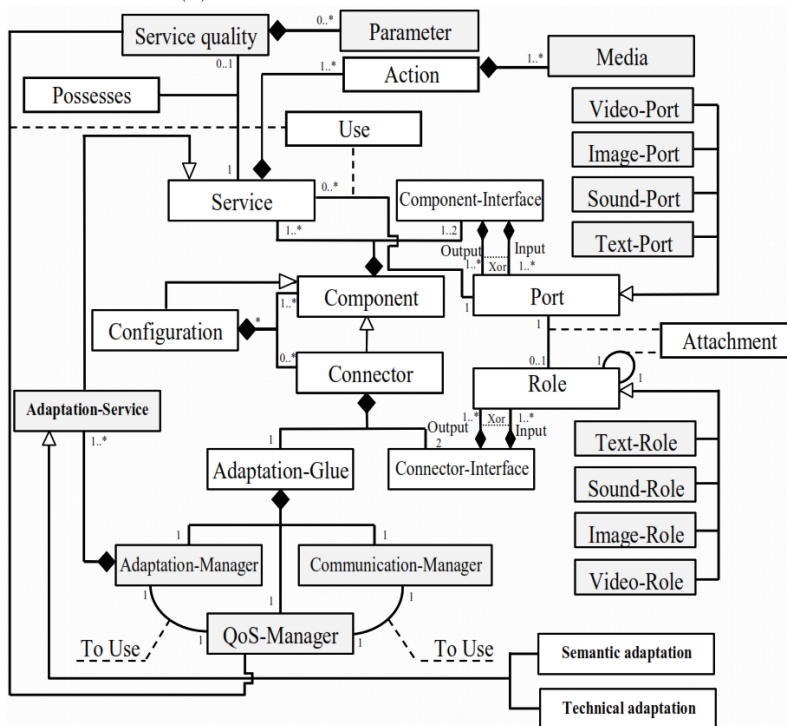 0..*
Service quality
Parameter
0..1
1..*
Action
1..*
Media
Possesses
Video-Port
Use
Image-Port
1
0..*
Service
Component-Interface
Sound-Port
1..*
1..2
Output
Input
Text-Port
1..*
Xor
1..*
Component
Port
1..*
1
Configuration
*
1
Attachment
0..*
0..1
1
Connector
Role
1
Adaptation-Service
1..*
1..*
Xor
1..*
Output
Input
Text-Role
1
2
Adaptation-Glue
Connector-Interface
Sound-Role
1
1
Image-Role
Adaptation-Manager
Communication-Manager
Video-Role
1
1
1
To Use
1
QoS-Manager
1
To Use
Semantic adaptation
Technical adaptation